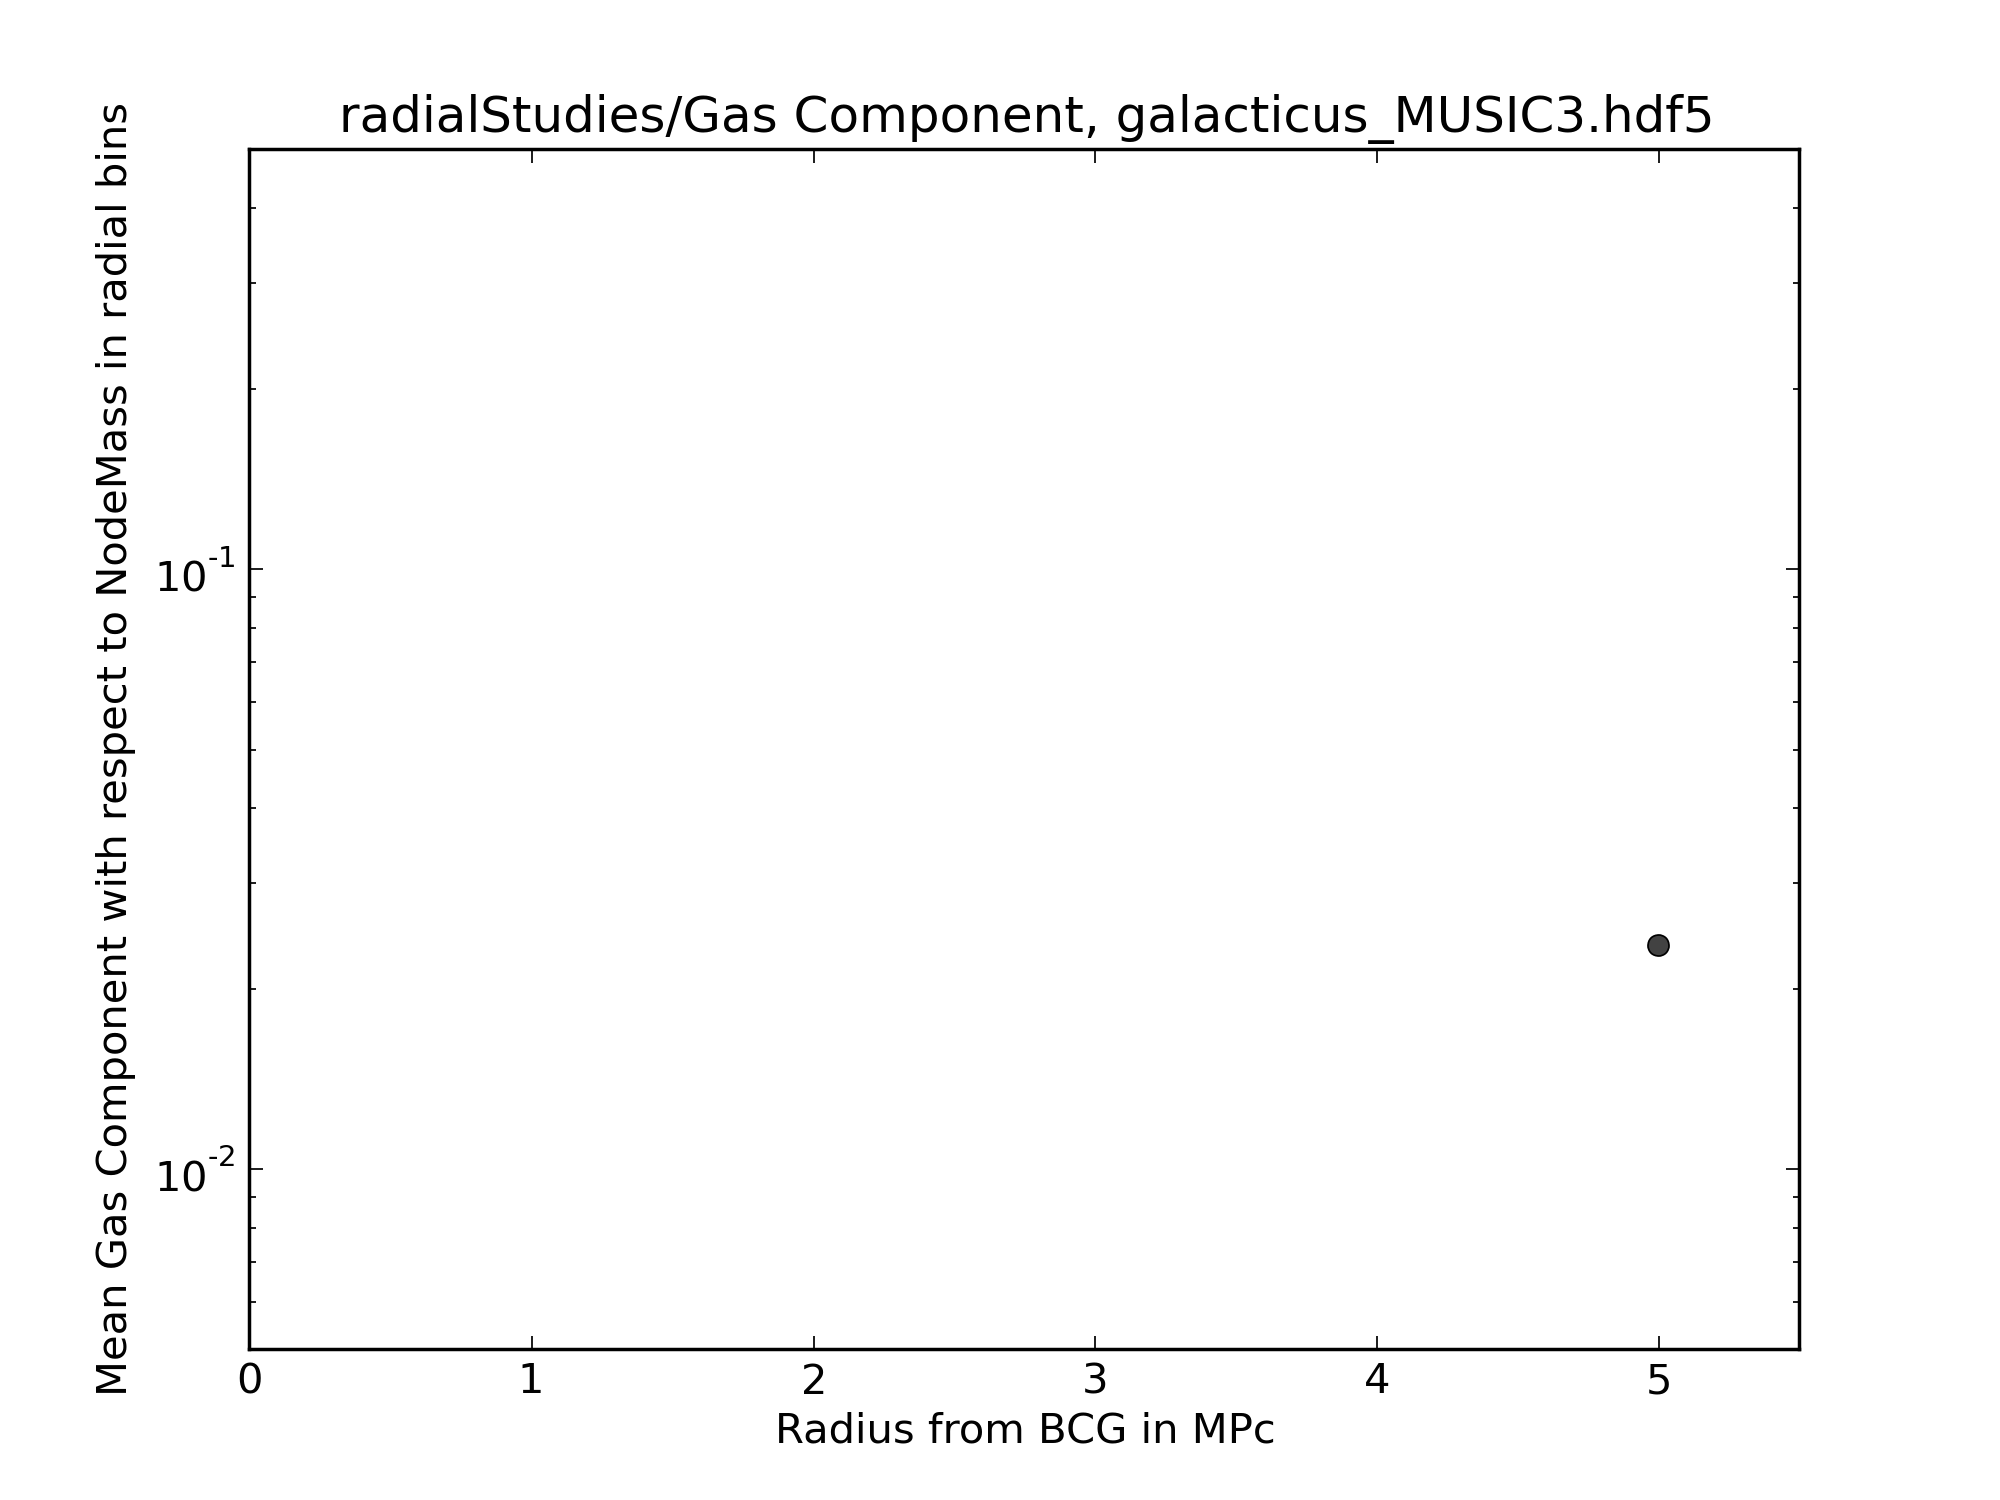 radialStudies/Gas Component, galacticus_MUSIC3.hdf5
Mean Gas Component with respect to NodeMass in radial bins
10^-1
10^-2
0 1 2 3 4 5
Radius from BCG in MPc